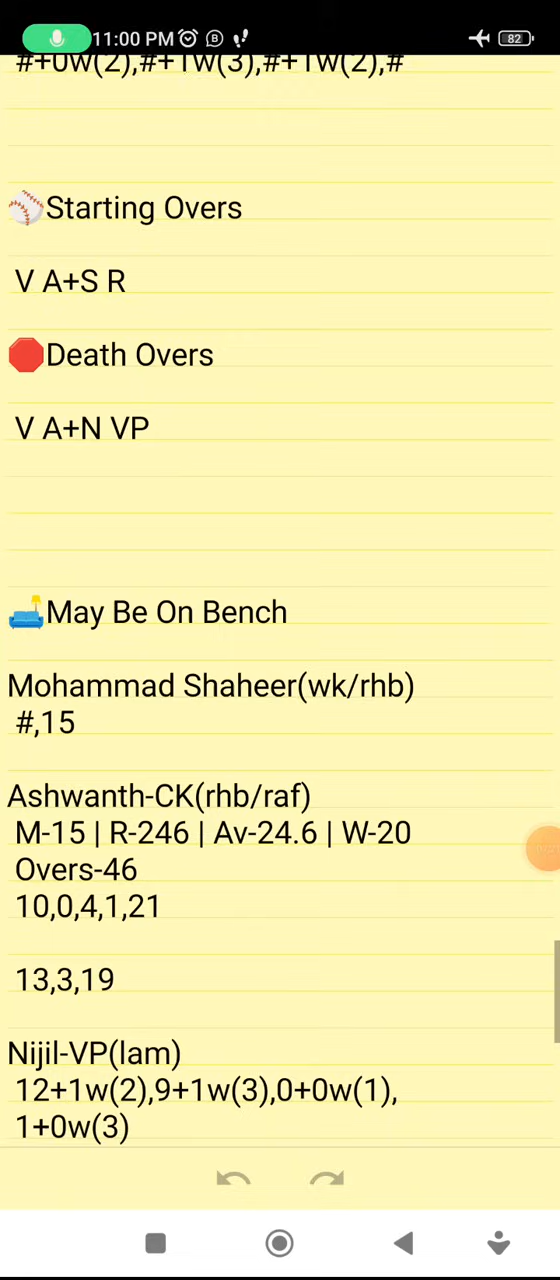 11:00 PM 82
#+0w(2),#+1w(3),#+1w(2),#
Starting Overs
V A+S R
Death Overs
V A+N VP
May Be On Bench
Mohammad Shaheer(wk/rhb)
#,15
Ashwanth-CK(rhb/raf)
M-15 | R-246 | Av-24.6 | W-20
Overs-46
10,0,4,1,21
13,3,19
Nijil-VP(lam)
12+1w(2),9+1w(3),0+0w(1),
1+0w(3)